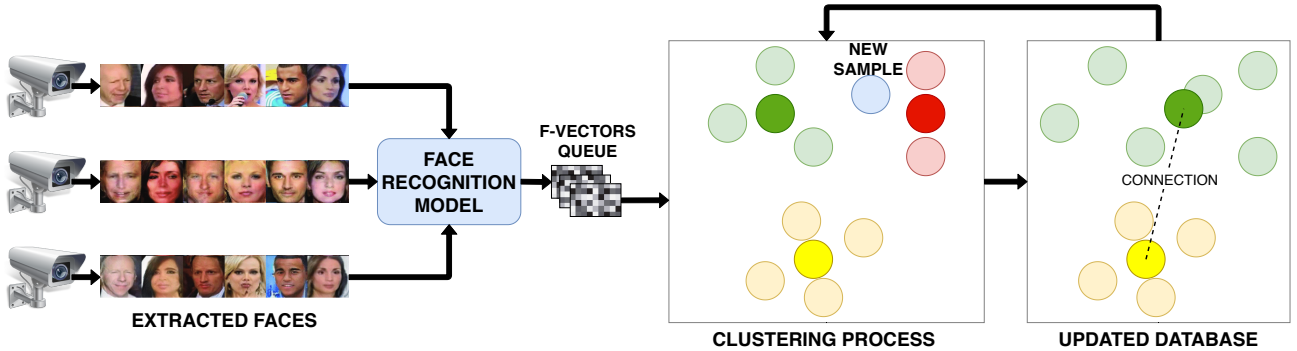 NEW
SAMPLE
F-VECTORS
QUEUE
FACE
RECOGNITION
MODEL
CONNECTION
EXTRACTED FACES
CLUSTERING PROCESS
UPDATED DATABASE